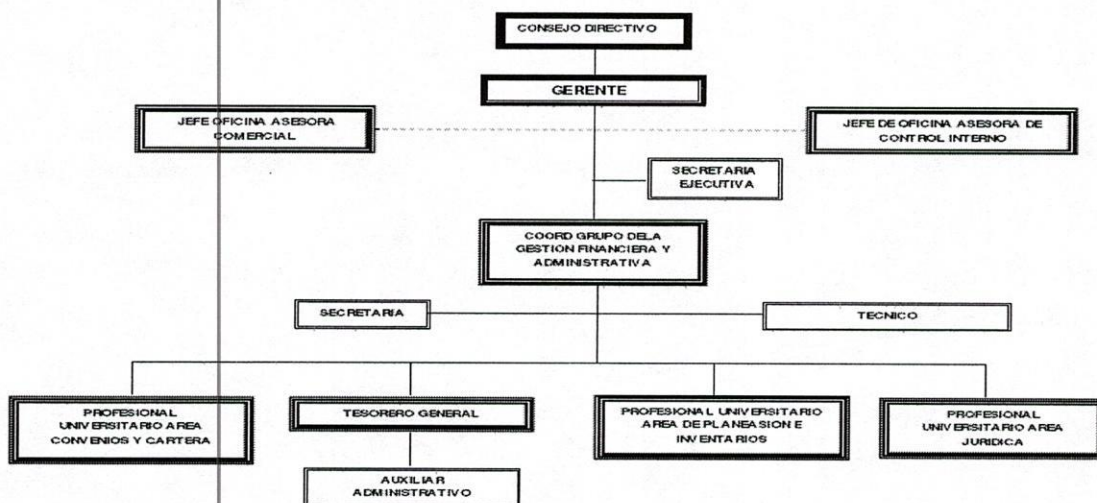 CONSEJO DIRECTIVO
GERENTE
JEFE OFICINA ASESORA
COMERCIAL
JEFE DE OFICINA ASESORA DE
CONTROL INTERNO
SECRETARIA
EJECUTIVA
COORD GRUPO DELA
GESTION FINANCIERA Y
ADMINISTRATIVA
SECRETARIA
TECNICO
PROFESIONAL
UNIVERSITARIO AREA
CONVENIOS Y CARTERA
TESORERO GENERAL
PROFESIONAL UNIVERSITARIO
AREA DE PLANEASION E
INVENTARIOS
PROFESIONAL
UNIVERSITARIO AREA
JURIDICA
AUXILIAR
ADMINISTRATIVO